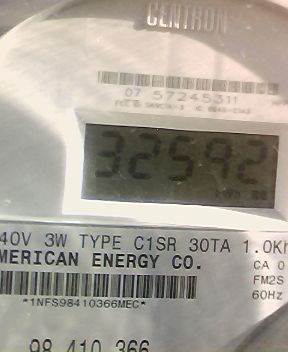 CENTRON
07 57245311
32592
40V 3W TYPE C1SR 30TA 1.0Kh
MERICAN ENERGY CO.
CA 0
FM2S
*1NFS98410366MEC*
60Hz
98 410 366